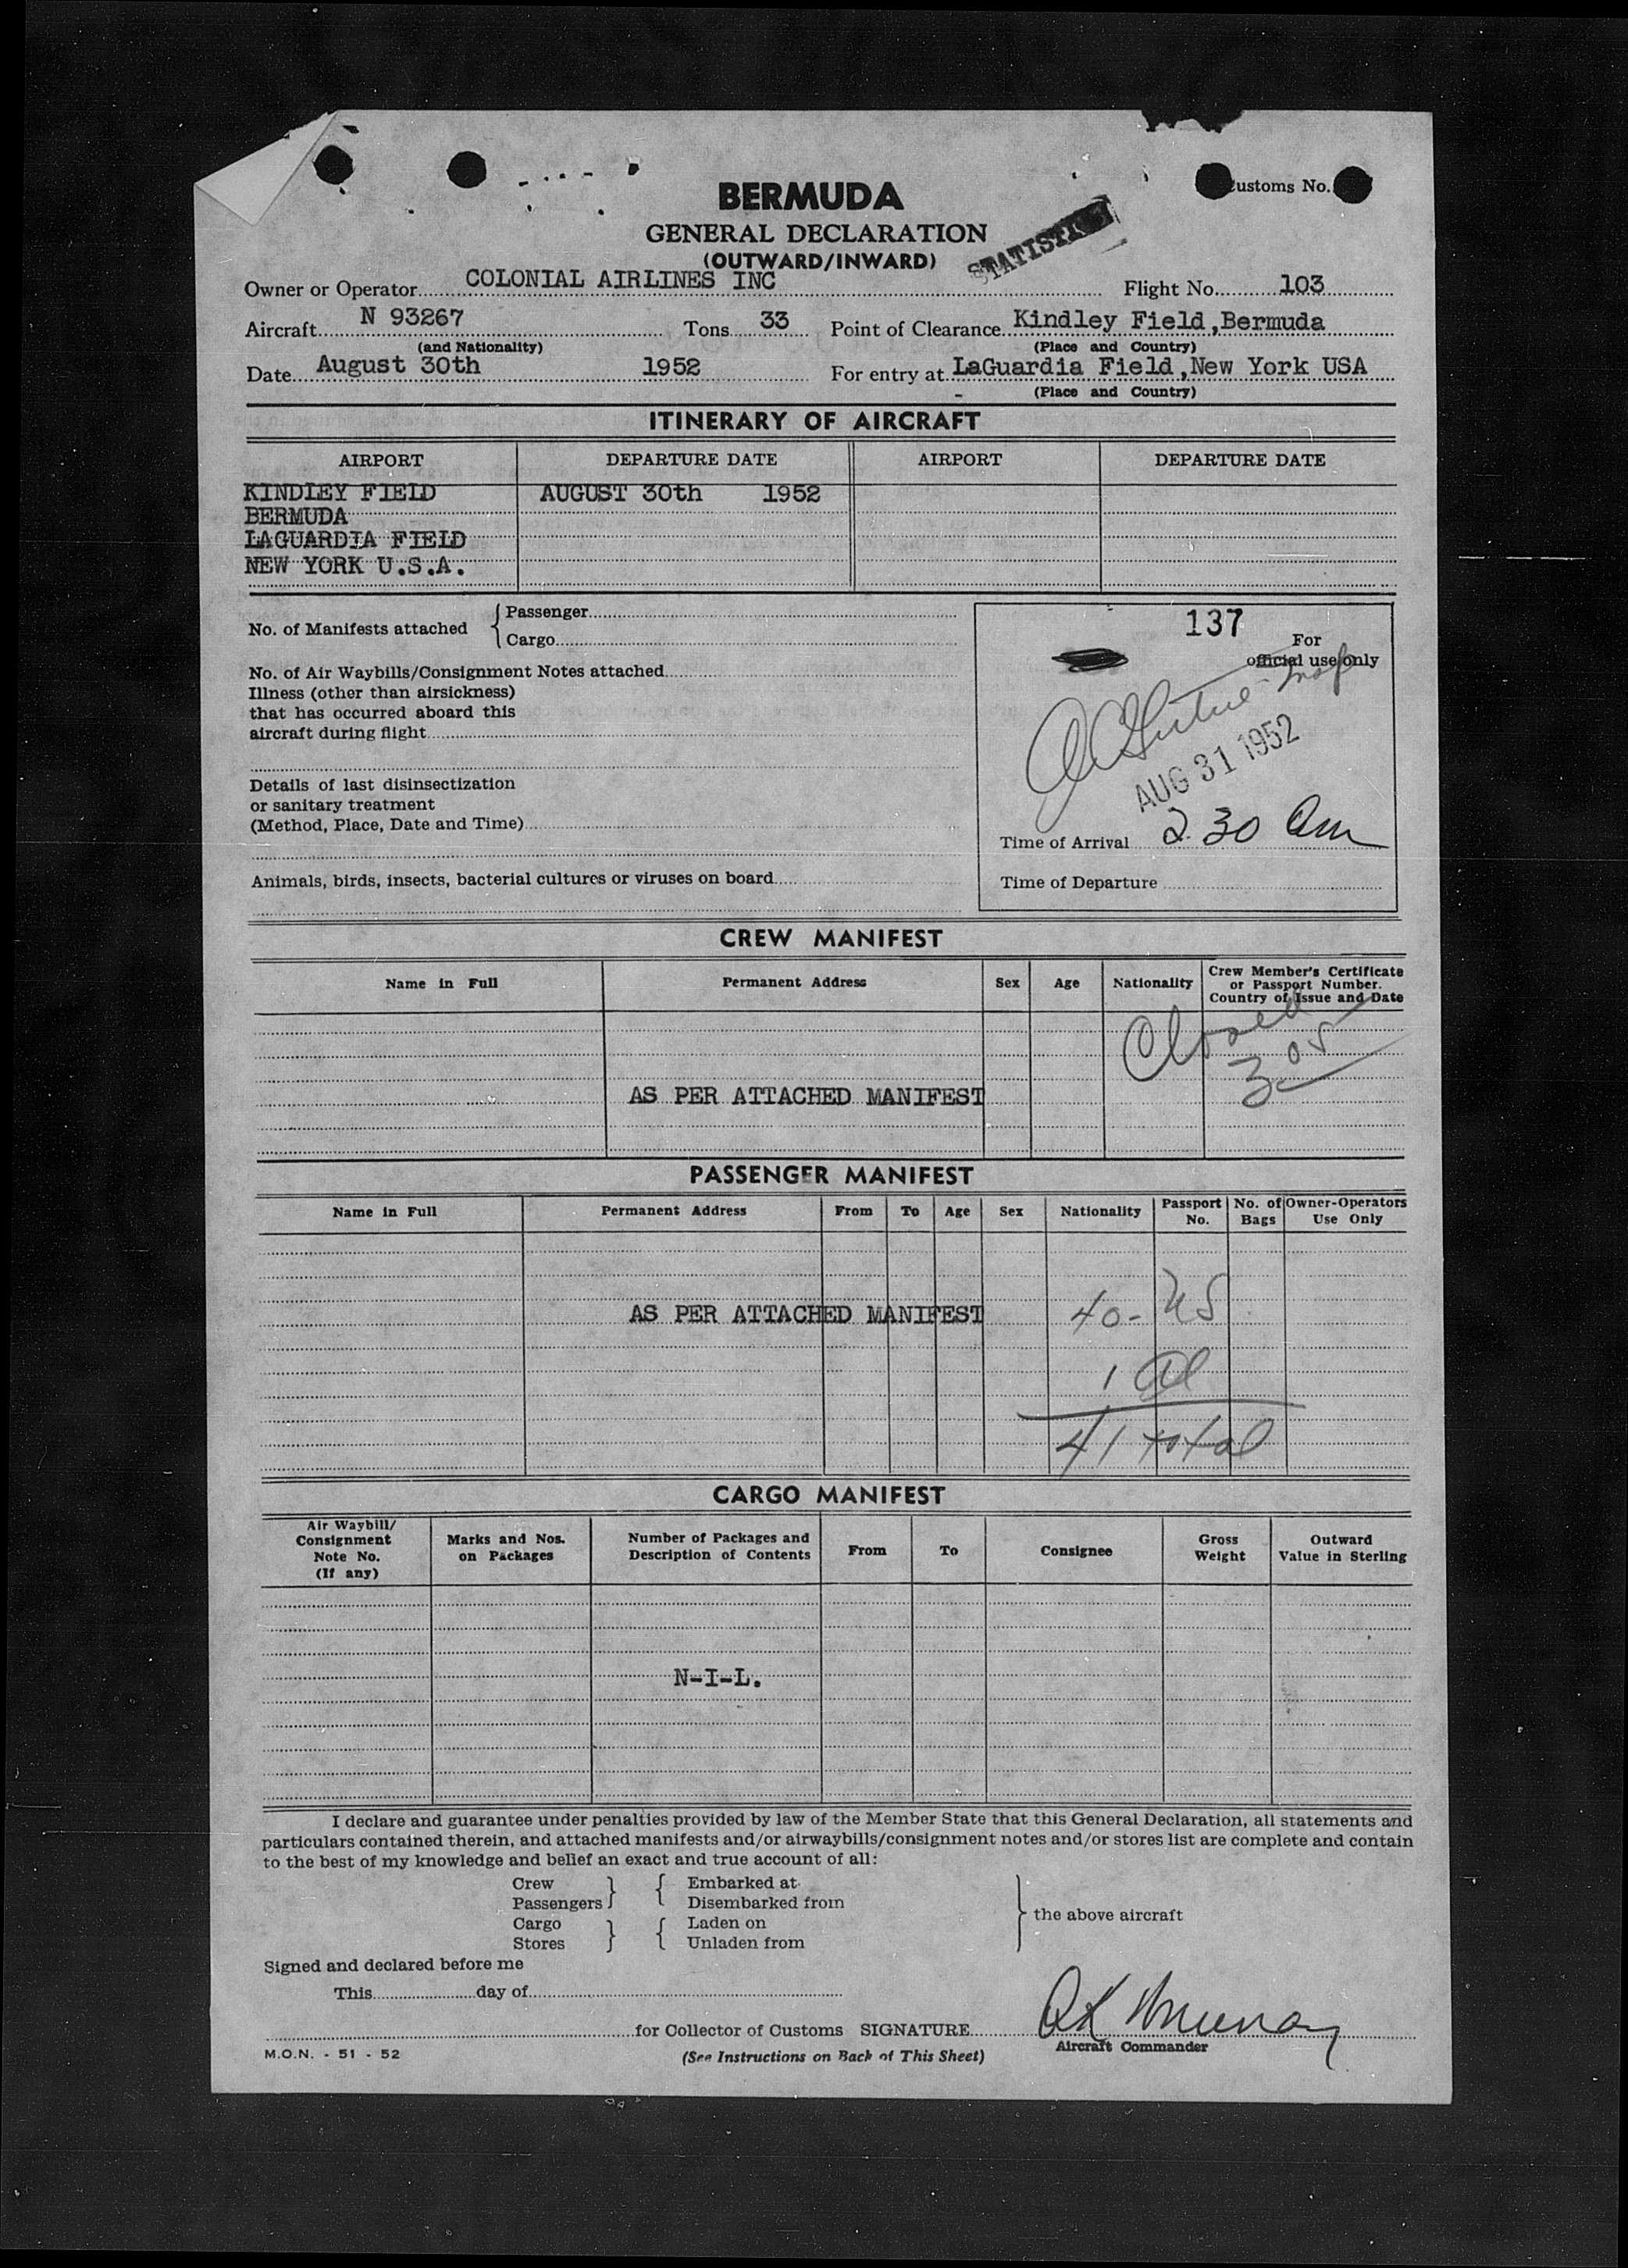 Customs No.
BERMUDA
GENERAL DECLARATION
(OUTWARD/INWARD)
Owner or Operator COLONIAL AIRLINES INC Flight No. 103
Aircraft N 93267 Tons 33 Point of Clearance Kindley Field, Bermuda
(and Nationality) (Place and Country)
Date August 30th 1952 For entry at LaGuardia Field, New York USA
(Place and Country)
ITINERARY OF AIRCRAFT
AIRPORT DEPARTURE DATE AIRPORT DEPARTURE DATE
KINDLEY FIELD AUGUST 30th 1952
BERMUDA
LAGUARDIA FIELD
NEW YORK U.S.A.
No. of Manifests attached
Passenger
Cargo
No. of Air Waybills/Consignment Notes attached
Illness (other than airsickness)
that has occurred aboard this
aircraft during flight
Details of last disinsectization
or sanitary treatment
(Method, Place, Date and Time)
Animals, birds, insects, bacterial cultures or viruses on board
137
For
official use only
AUG 31 1952
Time of Arrival 2 30 am
Time of Departure
CREW MANIFEST
Name in Full Permanent Address Sex Age Nationality Crew Member's Certificate
or Passport Number.
Country of Issue and Date
Closed
3 05
AS PER ATTACHED MANIFEST
PASSENGER MANIFEST
Name in Full Permanent Address From To Age Sex Nationality Passport No. No. of Bags Owner-Operators Use Only
AS PER ATTACHED MANIFEST 40 - US
1 al
41 total
CARGO MANIFEST
Air Waybill/
Consignment
Note No.
(If any)
Marks and Nos.
on Packages
Number of Packages and
Description of Contents
From To Consignee
Gross
Weight
Outward
Value in Sterling
N-I-L.
I declare and guarantee under penalties provided by law of the Member State that this General Declaration, all statements and
particulars contained therein, and attached manifests and/or airwaybills/consignment notes and/or stores list are complete and contain
to the best of my knowledge and belief an exact and true account of all:
Crew Embarked at
Passengers Disembarked from
the above aircraft
Cargo Laden on
Stores Unladen from
Signed and declared before me
This day of
for Collector of Customs SIGNATURE
Aircraft Commander
M.O.N. - 51 - 52 (See Instructions on Back of This Sheet)